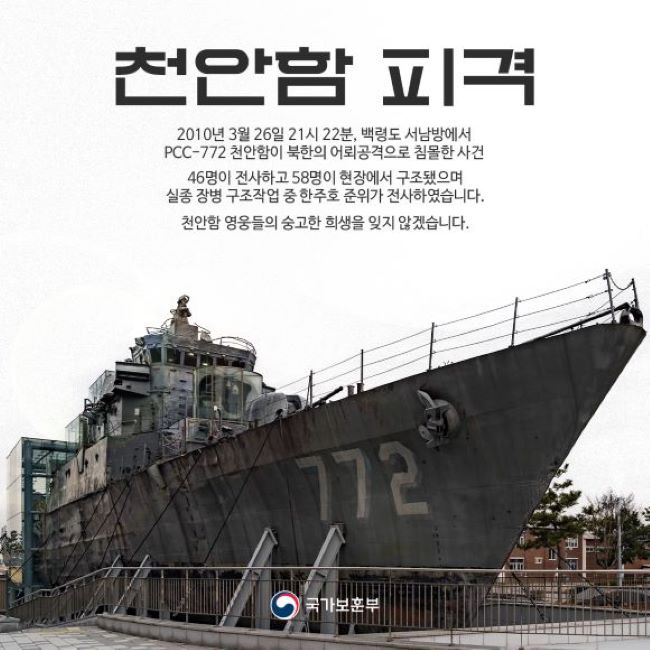 천안함 피격
2010년 3월 26일 21시 22분, 백령도 서남방에서
PCC-772 천안함이 북한의 어뢰공격으로 침몰한 사건
46명이 전사하고 58명이 현장에서 구조됐으며
실종 장병 구조작업 중 한주호 준위가 전사하였습니다.
천안함 영웅들의 숭고한 희생을 잊지 않겠습니다.
772
국가보훈부